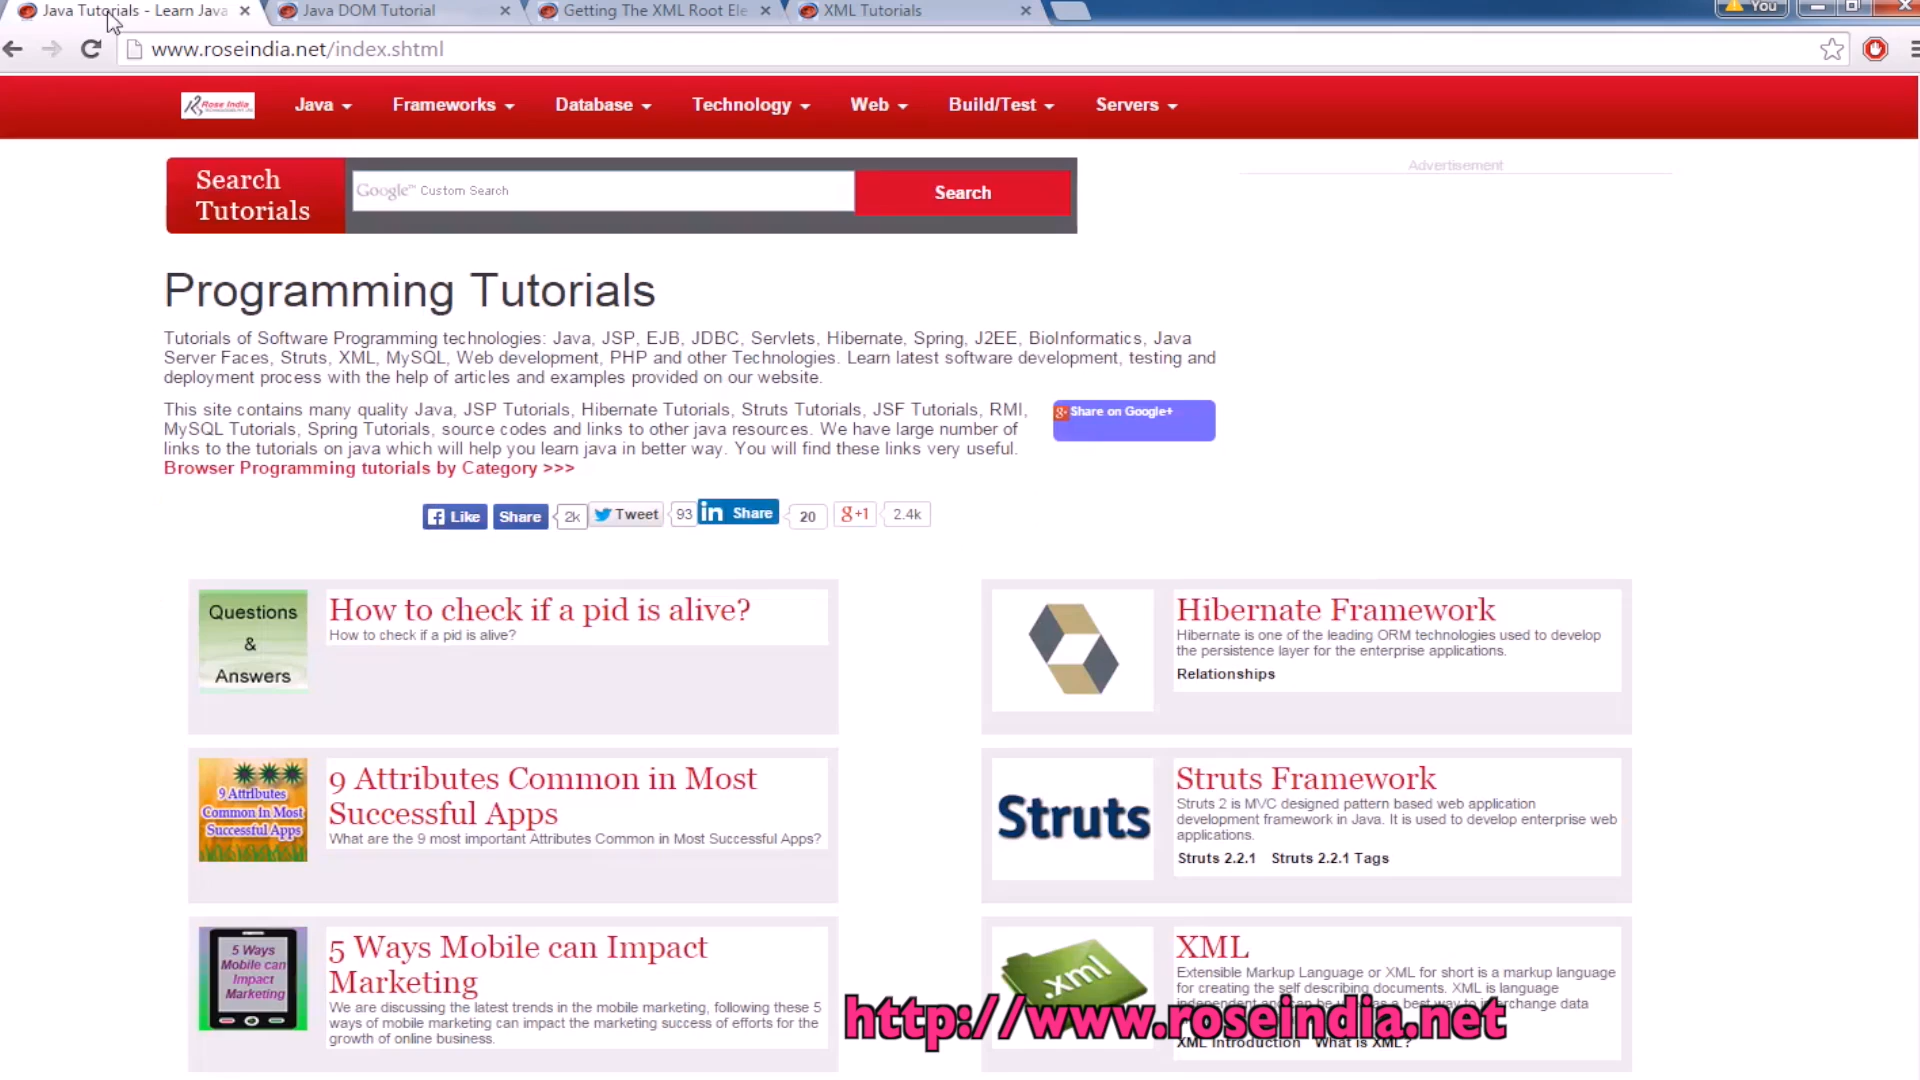 Java Tutorials - Learn Java
Java DOM Tutorial
Getting The XML Root Ele
XML Tutorials
You
www.roseindia.net/index.shtml
Rose India
Java
Frameworks
Database
Technology
Web
Build/Test
Servers
Search
Tutorials
Google™ Custom Search
Search
Advertisement
Programming Tutorials
Tutorials of Software Programming technologies: Java, JSP, EJB, JDBC, Servlets, Hibernate, Spring, J2EE, BioInformatics, Java
Server Faces, Struts, XML, MySQL, Web development, PHP and other Technologies. Learn latest software development, testing and
deployment process with the help of articles and examples provided on our website.
This site contains many quality Java, JSP Tutorials, Hibernate Tutorials, Struts Tutorials, JSF Tutorials, RMI,
MySQL Tutorials, Spring Tutorials, source codes and links to other java resources. We have large number of
links to the tutorials on java which will help you learn java in better way. You will find these links very useful.
Browser Programming tutorials by Category >>>
Share on Google+
Like
Share
2k
Tweet
93
in Share
20
g+1
2.4k
Questions
&
Answers
How to check if a pid is alive?
How to check if a pid is alive?
Hibernate Framework
Hibernate is one of the leading ORM technologies used to develop
the persistence layer for the enterprise applications.
Relationships
9 Attributes
Common in Most
Successful Apps
9 Attributes Common in Most
Successful Apps
What are the 9 most important Attributes Common in Most Successful Apps?
Struts
Struts Framework
Struts 2 is MVC designed pattern based web application
development framework in Java. It is used to develop enterprise web
applications.
Struts 2.2.1 Struts 2.2.1 Tags
5 Ways
Mobile can
Impact
Marketing
5 Ways Mobile can Impact
Marketing
We are discussing the latest trends in the mobile marketing, following these 5
ways of mobile marketing can impact the marketing success of efforts for the
growth of online business.
.xml
XML
Extensible Markup Language or XML for short is a markup language
for creating the self describing documents. XML is language
independent and can be used as a best way to interchange data
http://www.roseindia.net
XML Introduction What is XML?